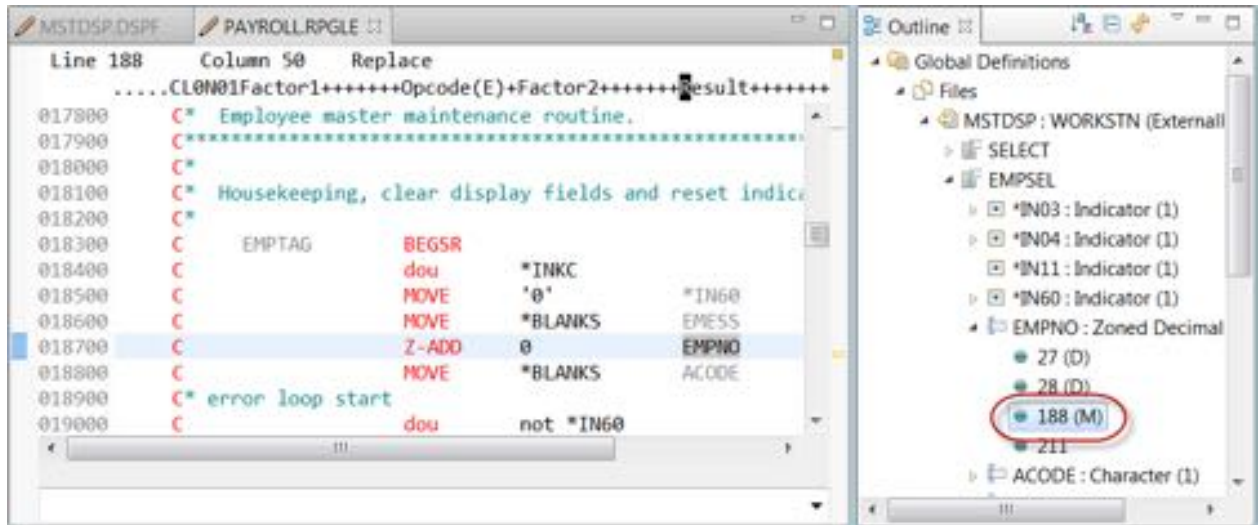 MSTDSP.DSPF
PAYROLL.RPGLE
Line 188 Column 50 Replace
.....CL0N01Factor1+++++++Opcode(E)+Factor2+++++++Result++++++++
017800 C* Employee master maintenance routine.
017900 C***************************************************************
018000 C*
018100 C* Housekeeping, clear display fields and reset indica
018200 C*
018300 C EMPTAG BEGSR
018400 C dou *INKC
018500 C MOVE '0' *IN60
018600 C MOVE *BLANKS EMESS
018700 C Z-ADD 0 EMPNO
018800 C MOVE *BLANKS ACODE
018900 C* error loop start
019000 C dou not *IN60
Outline
Global Definitions
Files
MSTDSP : WORKSTN (Externall
SELECT
EMPSEL
*IN03 : Indicator (1)
*IN04 : Indicator (1)
*IN11 : Indicator (1)
*IN60 : Indicator (1)
EMPNO : Zoned Decimal
27 (D)
28 (D)
188 (M)
211
ACODE : Character (1)